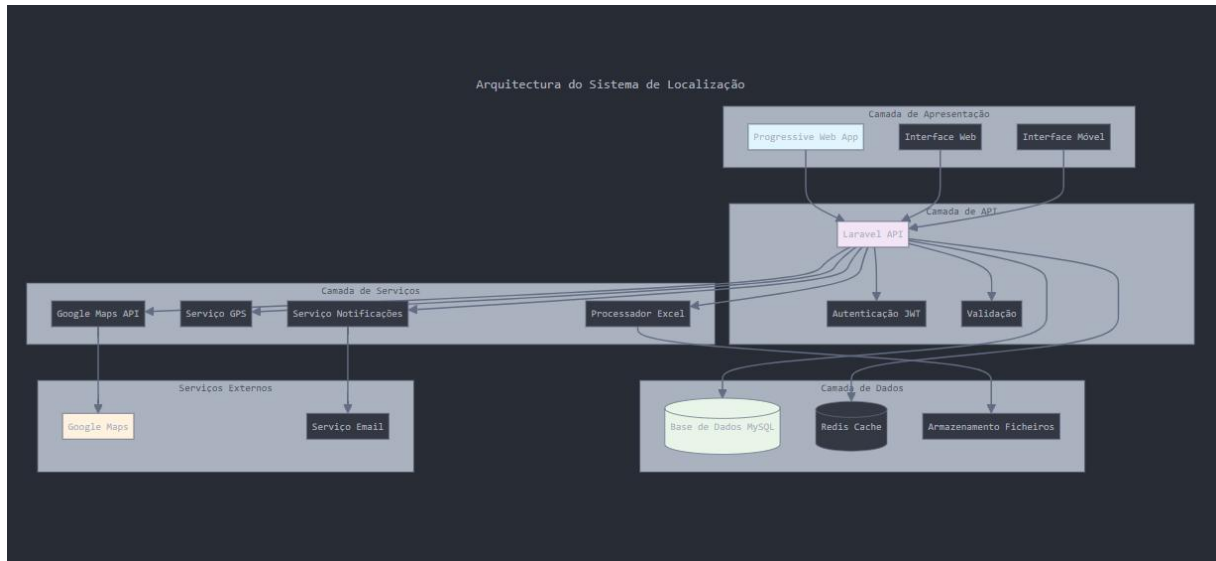 Arquitectura do Sistema de Localização
Camada de Apresentação
Progressive Web App
Interface Web
Interface Móvel
Camada de API
Laravel API
Autenticação JWT
Validação
Camada de Serviços
Google Maps API
Serviço GPS
Serviço Notificações
Processador Excel
Serviços Externos
Google Maps
Serviço Email
Camada de Dados
Base de Dados MySQL
Redis Cache
Armazenamento Ficheiros